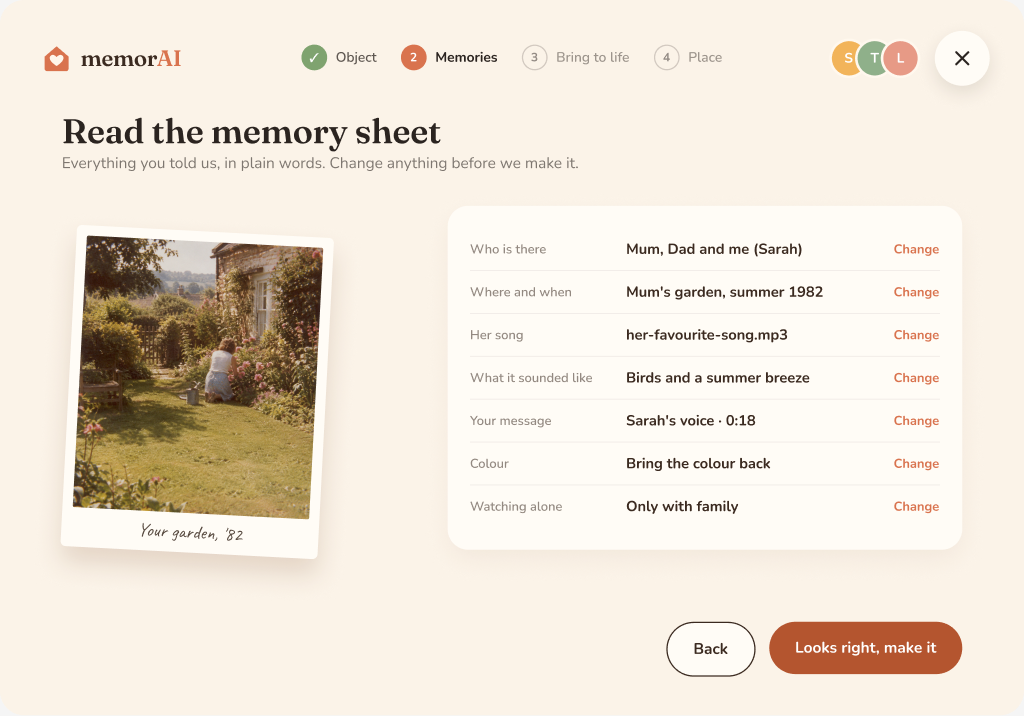 memorAI
✓ Object
2 Memories
3 Bring to life
4 Place
S T L
Read the memory sheet
Everything you told us, in plain words. Change anything before we make it.
Who is there Mum, Dad and me (Sarah) Change
Where and when Mum's garden, summer 1982 Change
Her song her-favourite-song.mp3 Change
What it sounded like Birds and a summer breeze Change
Your message Sarah's voice · 0:18 Change
Colour Bring the colour back Change
Watching alone Only with family Change
Your garden, '82
Back
Looks right, make it